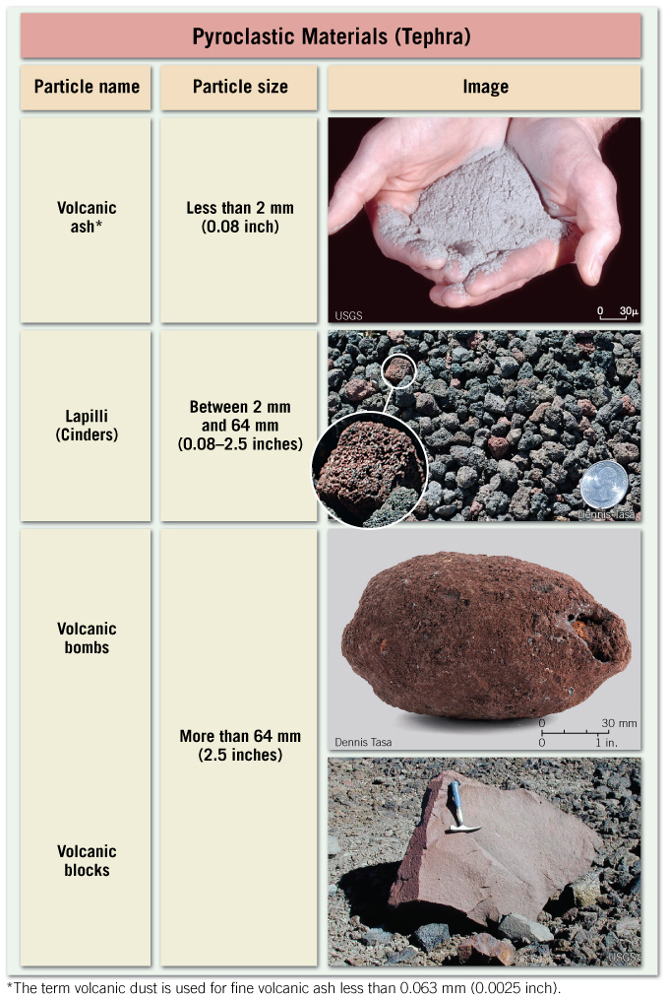 Pyroclastic Materials (Tephra)
Particle name
Particle size
Image
Volcanic
ash*
Less than 2 mm
(0.08 inch)
USGS
0 30µ
Lapilli
(Cinders)
Between 2 mm
and 64 mm
(0.08–2.5 inches)
Dennis Tasa
Volcanic
bombs
More than 64 mm
(2.5 inches)
0 30 mm
0 1 in.
Dennis Tasa
Volcanic
blocks
USGS
*The term volcanic dust is used for fine volcanic ash less than 0.063 mm (0.0025 inch).